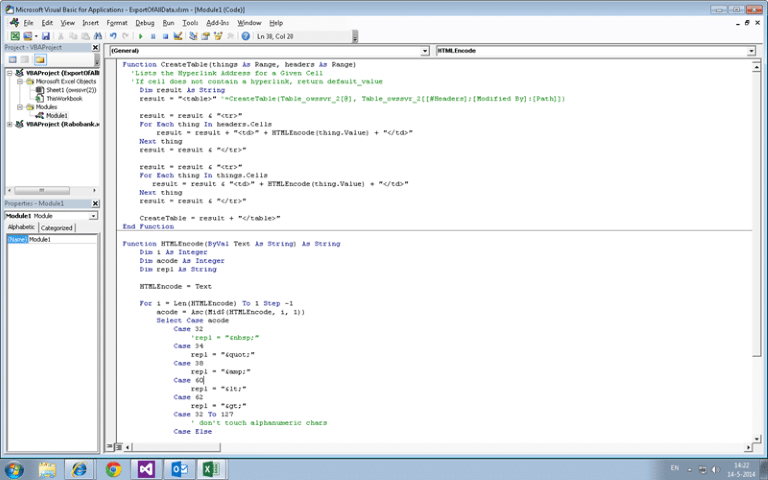 Microsoft Visual Basic for Applications - ExportOfAllData.xlsm - [Module1 (Code)]
File Edit View Insert Format Debug Run Tools Add-Ins Window Help
Ln 38, Col 20
Project - VBAProject
VBAProject (ExportOfAll
Microsoft Excel Objects
Sheet1 (owssvr(2))
ThisWorkbook
Modules
Module1
VBAProject (Rabobank.x
Properties - Module1
Module1 Module
Alphabetic Categorized
(Name) Module1
(General)
HTMLEncode
Function CreateTable(things As Range, headers As Range)
'Lists the Hyperlink Address for a Given Cell
'If cell does not contain a hyperlink, return default_value
Dim result As String
result = "<table>" '=CreateTable(Table_owssvr_2[@], Table_owssvr_2[[#Headers];[Modified By]:[Path]])
result = result & "<tr>"
For Each thing In headers.Cells
result = result + "<td>" + HTMLEncode(thing.Value) + "</td>"
Next thing
result = result & "</tr>"
result = result & "<tr>"
For Each thing In things.Cells
result = result & "<td>" + HTMLEncode(thing.Value) + "</td>"
Next thing
result = result & "</tr>"
CreateTable = result + "</table>"
End Function
Function HTMLEncode(ByVal Text As String) As String
Dim i As Integer
Dim acode As Integer
Dim repl As String
HTMLEncode = Text
For i = Len(HTMLEncode) To 1 Step -1
acode = Asc(Mid$(HTMLEncode, i, 1))
Select Case acode
Case 32
'repl = "&nbsp;"
Case 34
repl = "&quot;"
Case 38
repl = "&amp;"
Case 60
repl = "&lt;"
Case 62
repl = "&gt;"
Case 32 To 127
' don't touch alphanumeric chars
Case Else
EN
14:22
14-5-2014